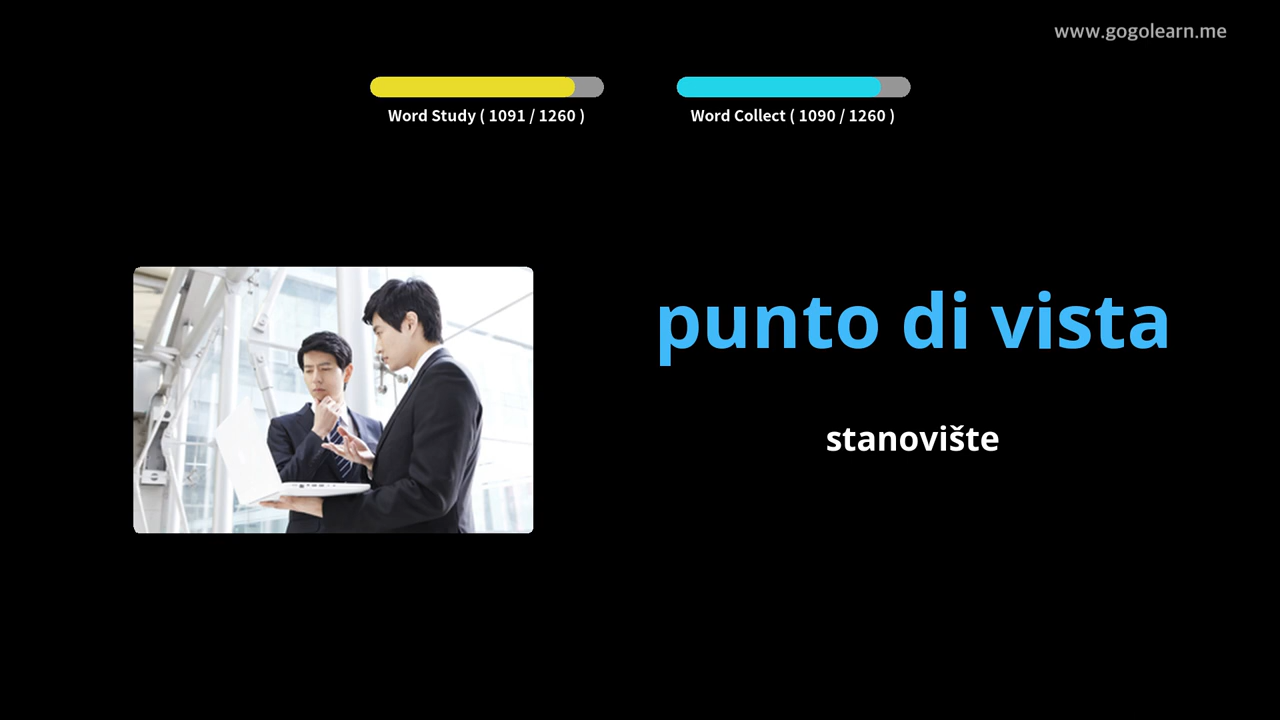 www.gogolearn.me
Word Study ( 1091 / 1260 )
Word Collect ( 1090 / 1260 )
punto di vista
stanovište